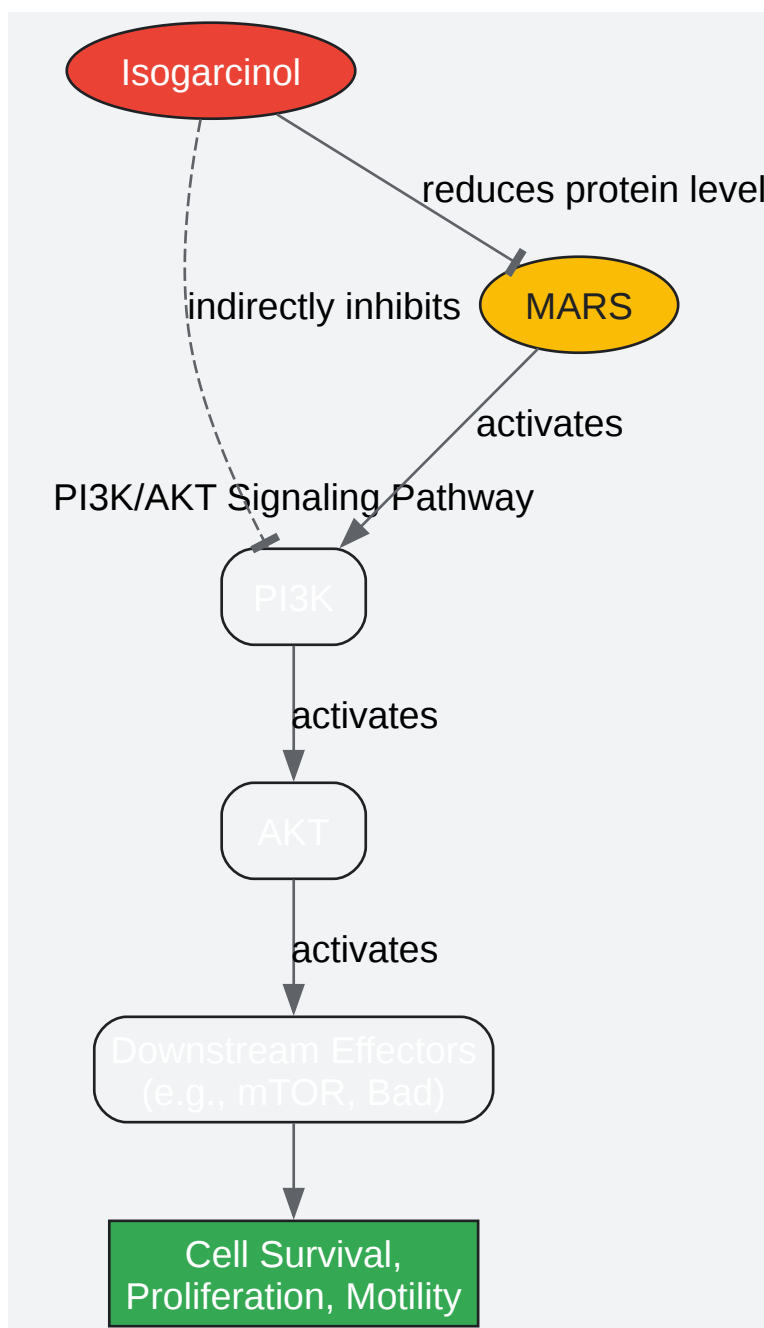 Isogarcinol
reduces protein level
indirectly inhibits
MARS
activates
PI3K/AKT Signaling Pathway
PI3K
activates
AKT
activates
Downstream Effectors
(e.g., mTOR, Bad)
Cell Survival,
Proliferation, Motility